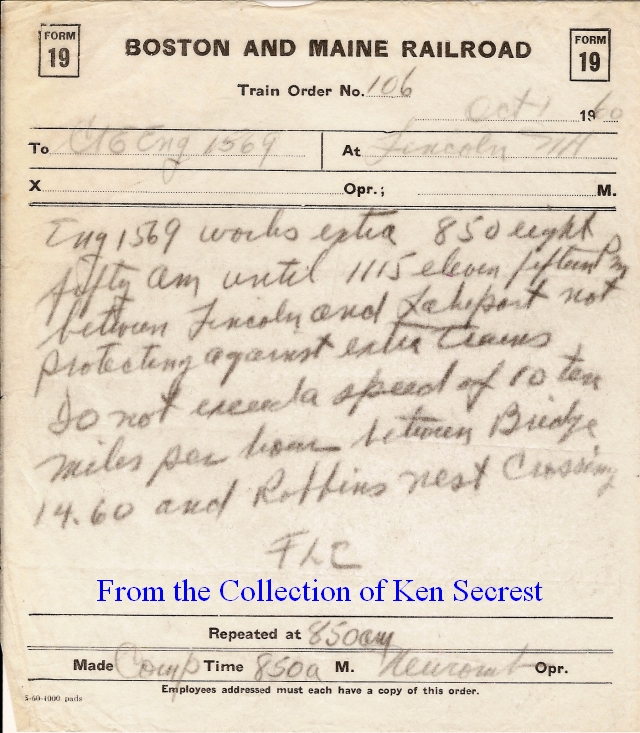 FORM 19
BOSTON AND MAINE RAILROAD
FORM 19
Train Order No. 106
Oct 1 1960
To C&E Eng 1569 At Lincoln NH
X Opr.; M.
Eng 1569 works extra 850 eight
fifty am until 1115 eleven fifteen Pm
between Lincoln and Lakeport not
protecting against extra trains
Do not exceed a speed of 10 ten
miles per hour between Bridge
14.60 and Robbins nest Crossing
FLC
From the Collection of Ken Secrest
Repeated at 850am
Made Comp Time 850a M. Opr.
Employees addressed must each have a copy of this order.
5-60-1000 pads